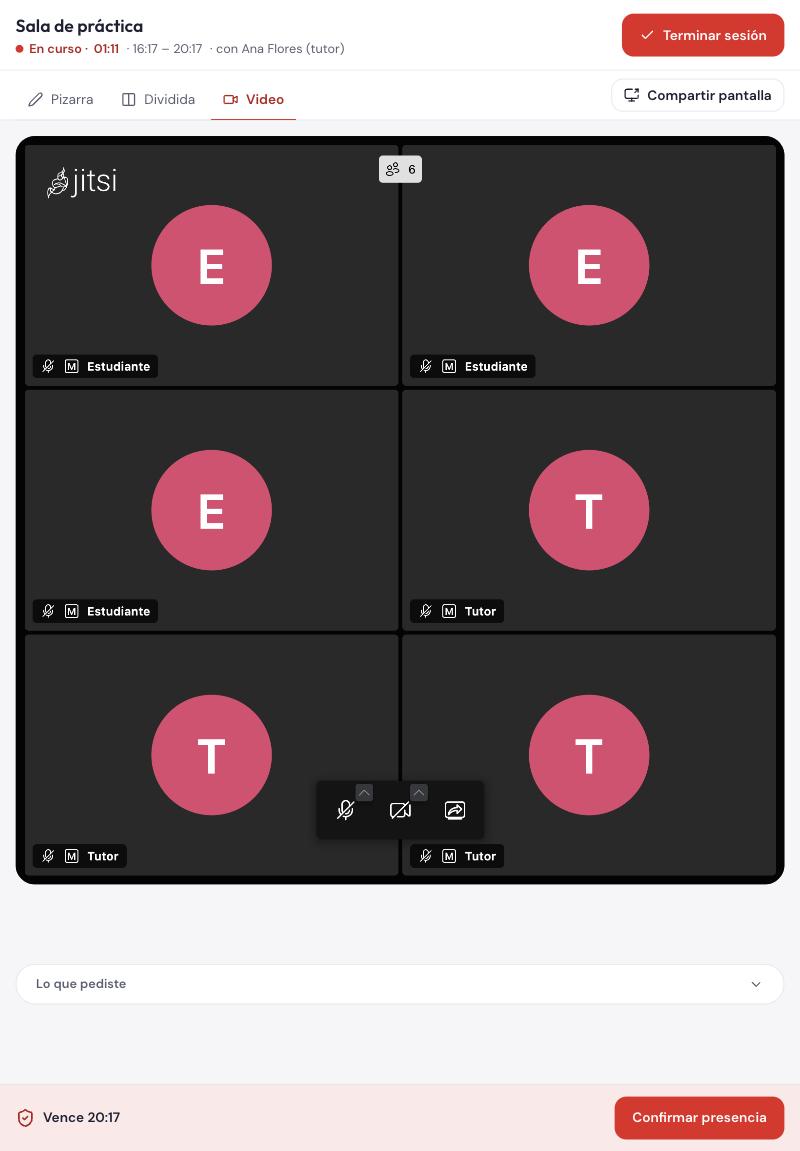 Sala de práctica
En curso · 01:11 · 16:17 – 20:17 · con Ana Flores (tutor)
Terminar sesión
Pizarra
Dividida
Video
Compartir pantalla
jitsi
6
E
E
M Estudiante
M Estudiante
E
T
M Estudiante
M Tutor
T
T
M Tutor
M Tutor
Lo que pediste
Vence 20:17
Confirmar presencia